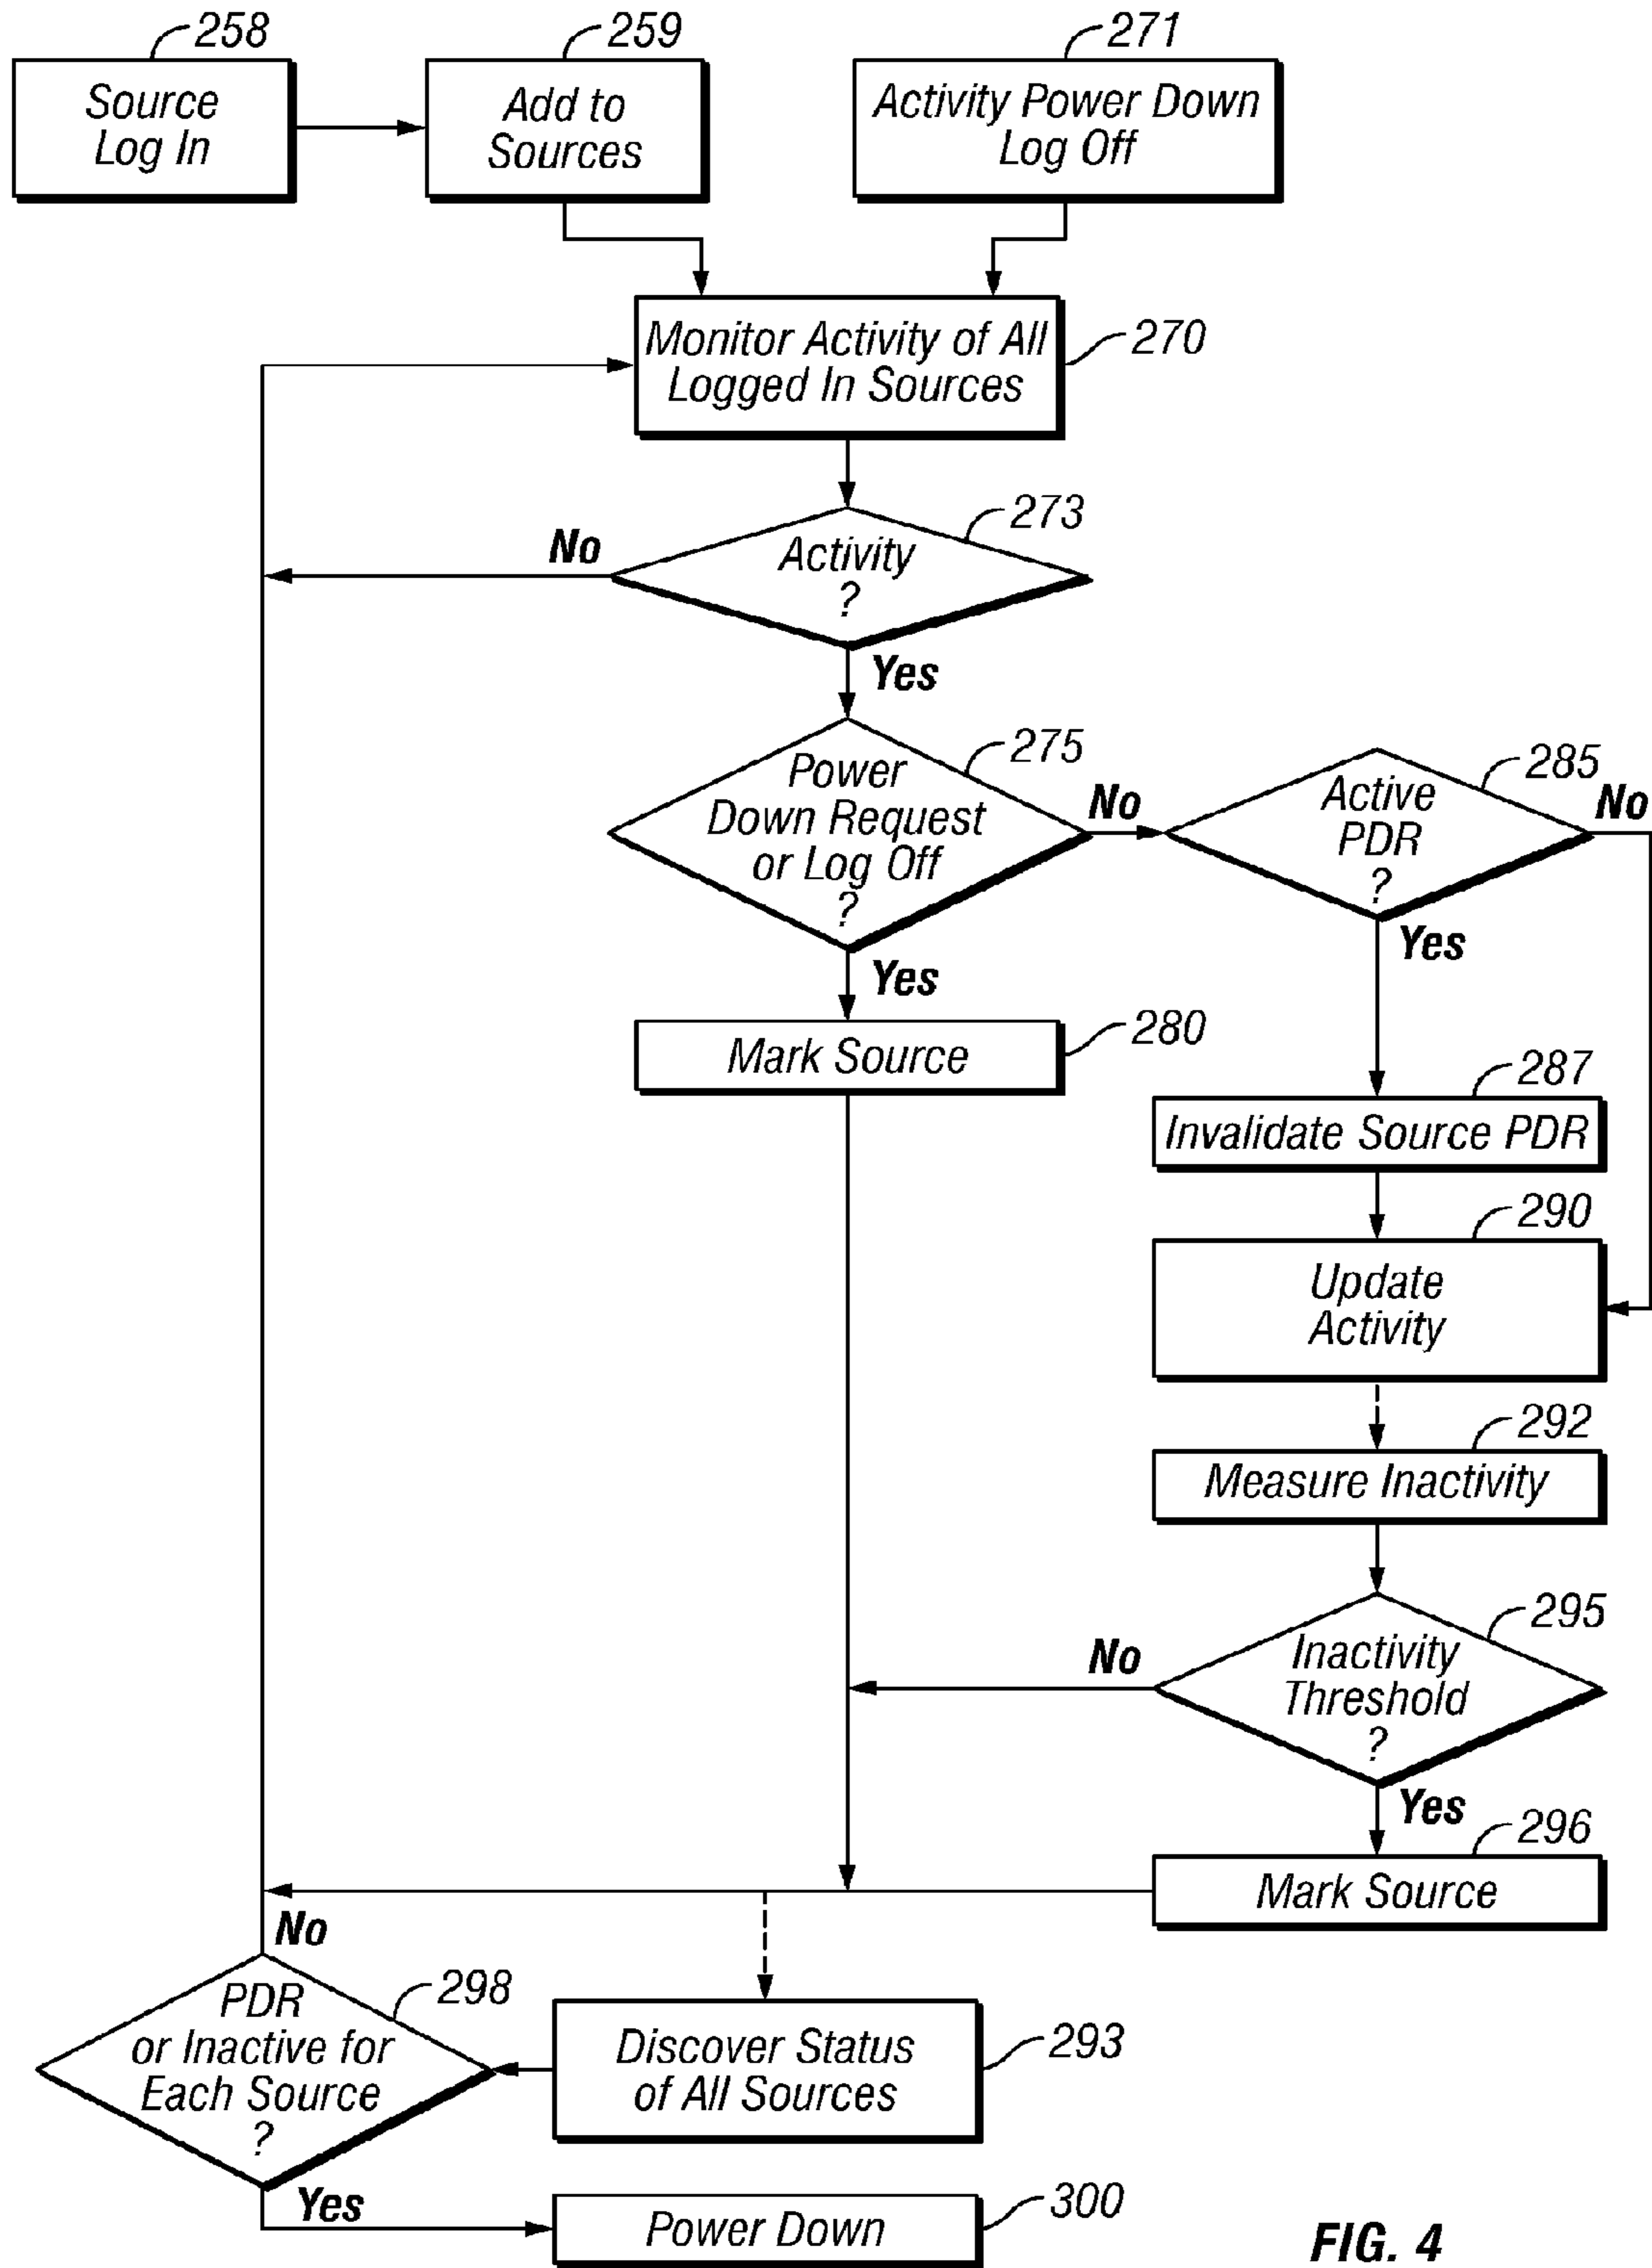 258
259
271
Source
Log In
Add to
Sources
Activity Power Down
Log Off
Monitor Activity of All
Logged In Sources
270
273
Activity
?
No
Yes
275
Power
Down Request
or Log Off
?
No
285
Active
PDR
?
No
Yes
Yes
Mark Source
280
287
Invalidate Source PDR
290
Update
Activity
292
Measure Inactivity
295
Inactivity
Threshold
?
No
Yes
296
Mark Source
No
298
PDR
or Inactive for
Each Source
?
Discover Status
of All Sources
293
Yes
Power Down
300
FIG. 4